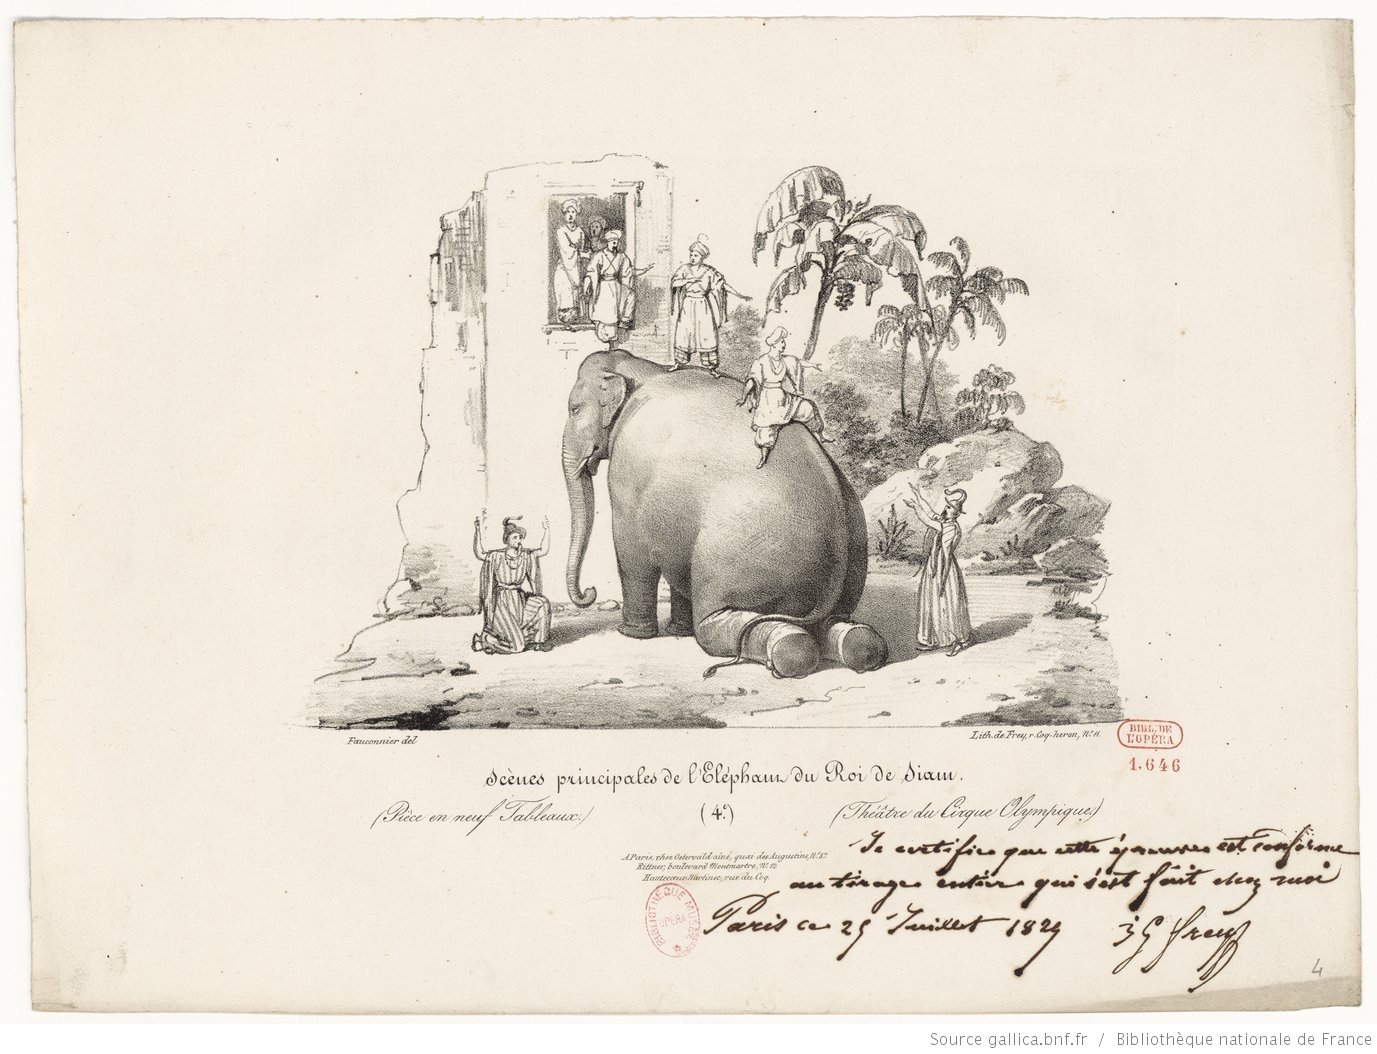 Fauconnier del
Lith. de Frey, r. Coq-heron, N.º 11.
BIBL. DE
L'OPÉRA
1.646
Scènes principales de l'Eléphant du Roi de Siam.
(Pièce en neuf Tableaux.)
(4.e)
(Théâtre du Cirque Olympique.)
A Paris, chez Ostervald aîné, quai des Augustins, N.º 37.
Rittner, boulevard Montmartre, N.º 12
Hautecoeur-Martinet, rue du Coq.
Je certifie que cette épreuve est conforme
au tirage entier qui s'est fait chez moi
Paris ce 25 Juillet 1829
J G Frey
BIBLIOTHÈQUE MUSÉE
OPÉRA
4
Source gallica.bnf.fr / Bibliothèque nationale de France